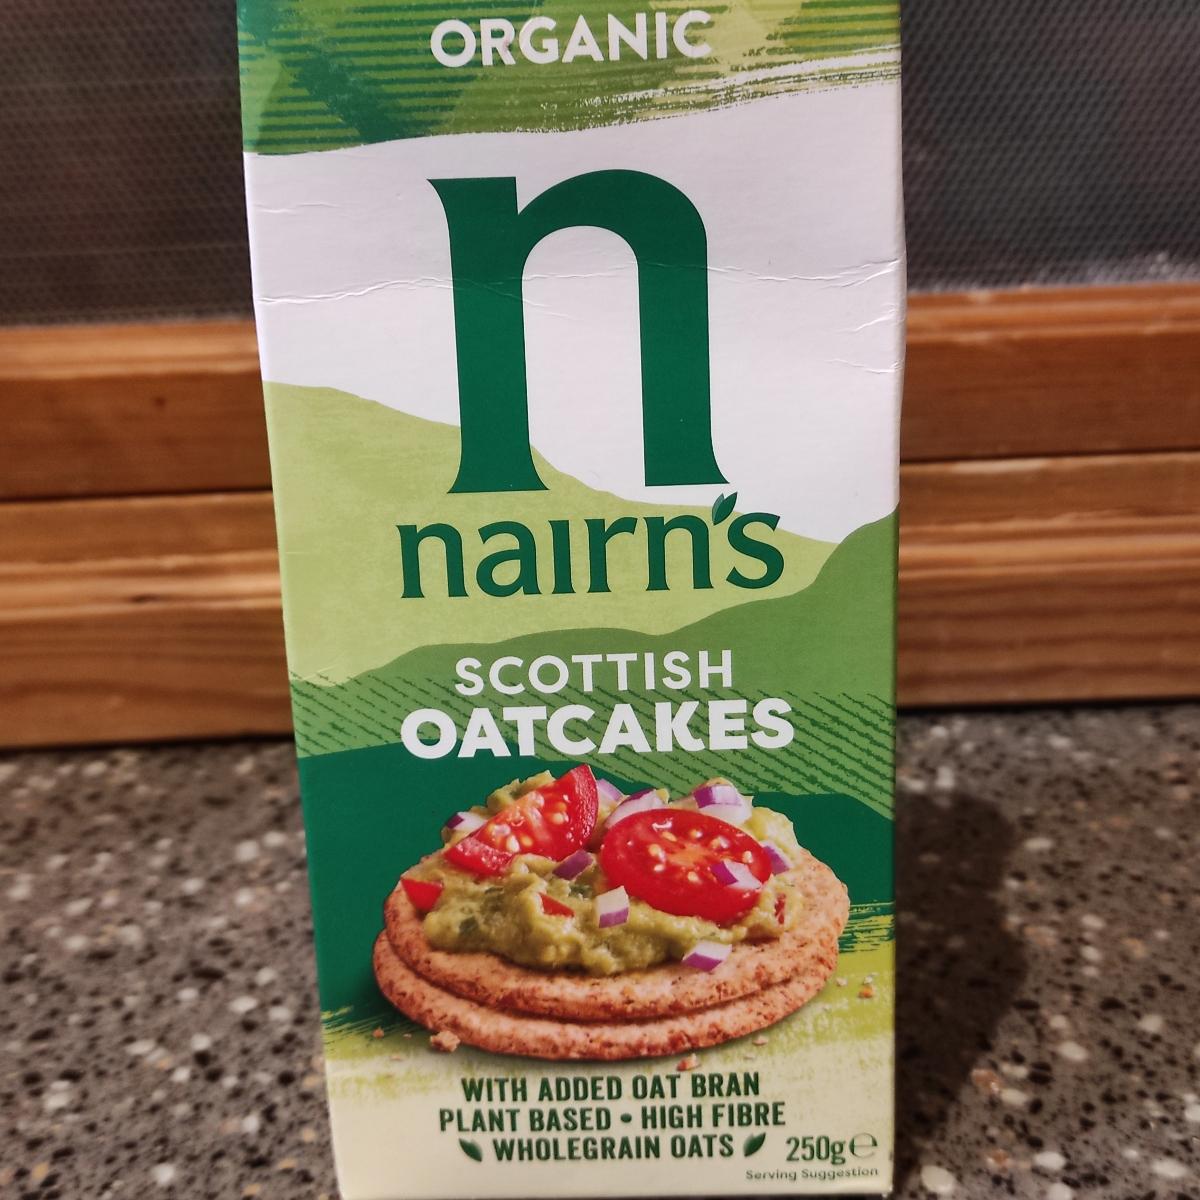 ORGANIC
n
nairn's
SCOTTISH
OATCAKES
WITH ADDED OAT BRAN
PLANT BASED • HIGH FIBRE
WHOLEGRAIN OATS
250g ℮
Serving Suggestion